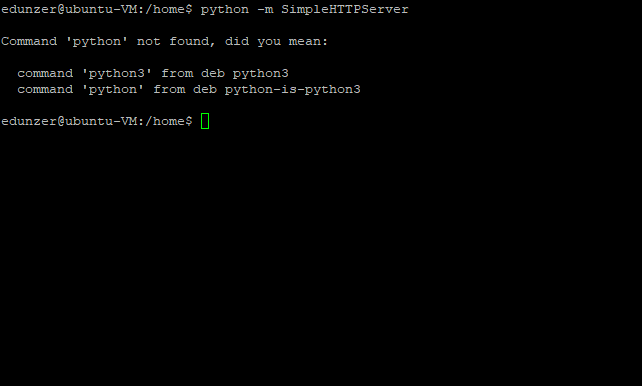 edunzer@ubuntu-VM:/home$ python -m SimpleHTTPServer
Command 'python' not found, did you mean:
command 'python3' from deb python3
command 'python' from deb python-is-python3
edunzer@ubuntu-VM:/home$